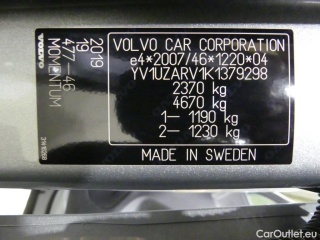 VOLVO
2019
19
477-46
MOMENTUM
VOLVO CAR CORPORATION
e4*2007/46*1220*04
YV1UZARV1K1379298
2370 kg
4670 kg
1– 1190 kg
2– 1230 kg
MADE IN SWEDEN
CarOutlet.eu